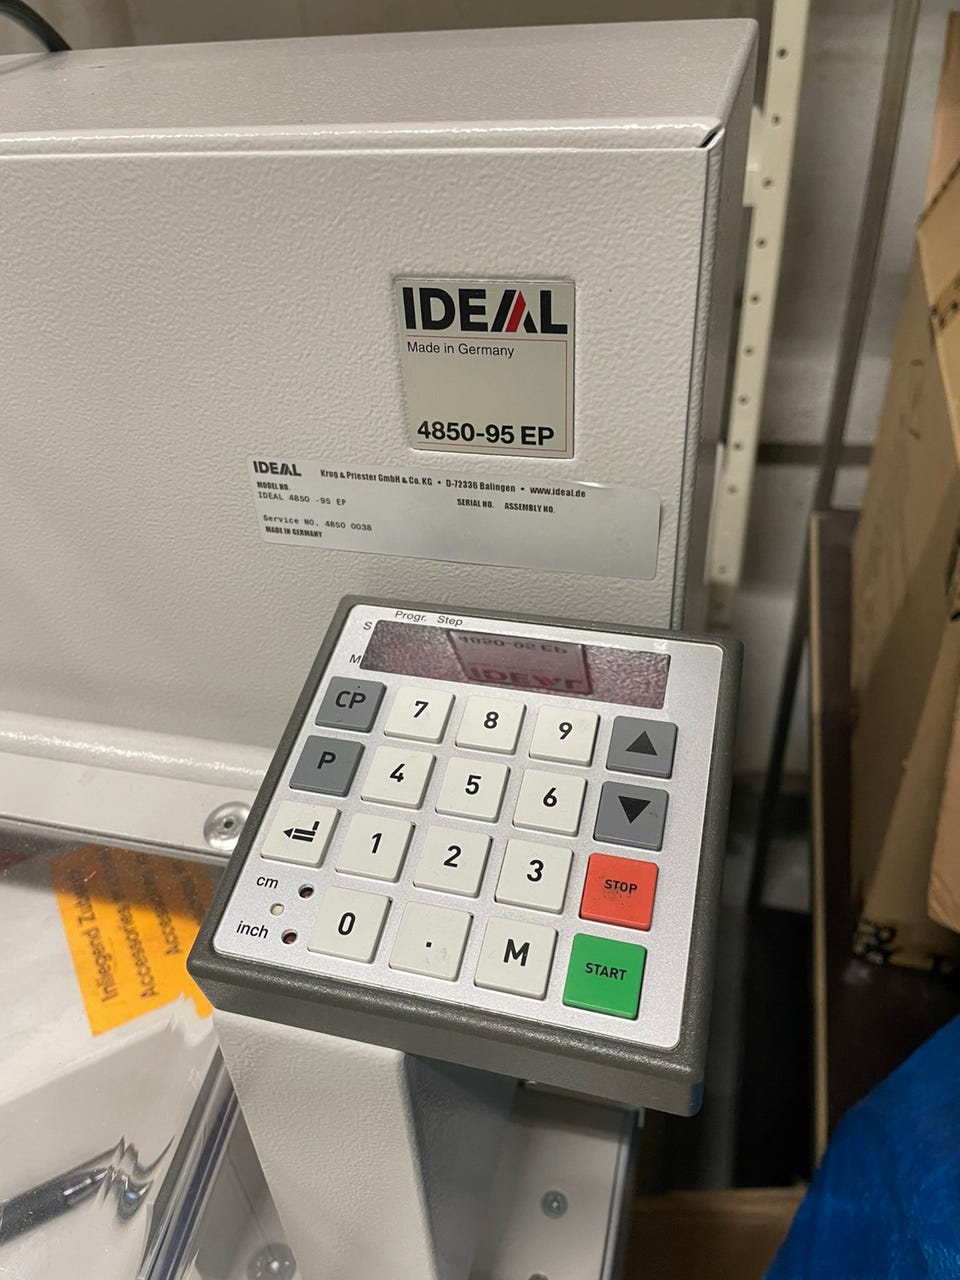 IDEAL
Made in Germany
4850-95 EP
IDEAL Krug & Priester GmbH & Co. KG • D-72336 Balingen • www.ideal.de
MODEL NO. SERIAL NO. ASSEMBLY NO.
IDEAL 4850 -95 EP
Service NO. 4850 0038
MADE IN GERMANY
Progr. Step
S
M
CP 7 8 9 ▲
P 4 5 6 ▼
1 2 3 STOP
cm
inch
0 . M START
Inliegend
Accessories